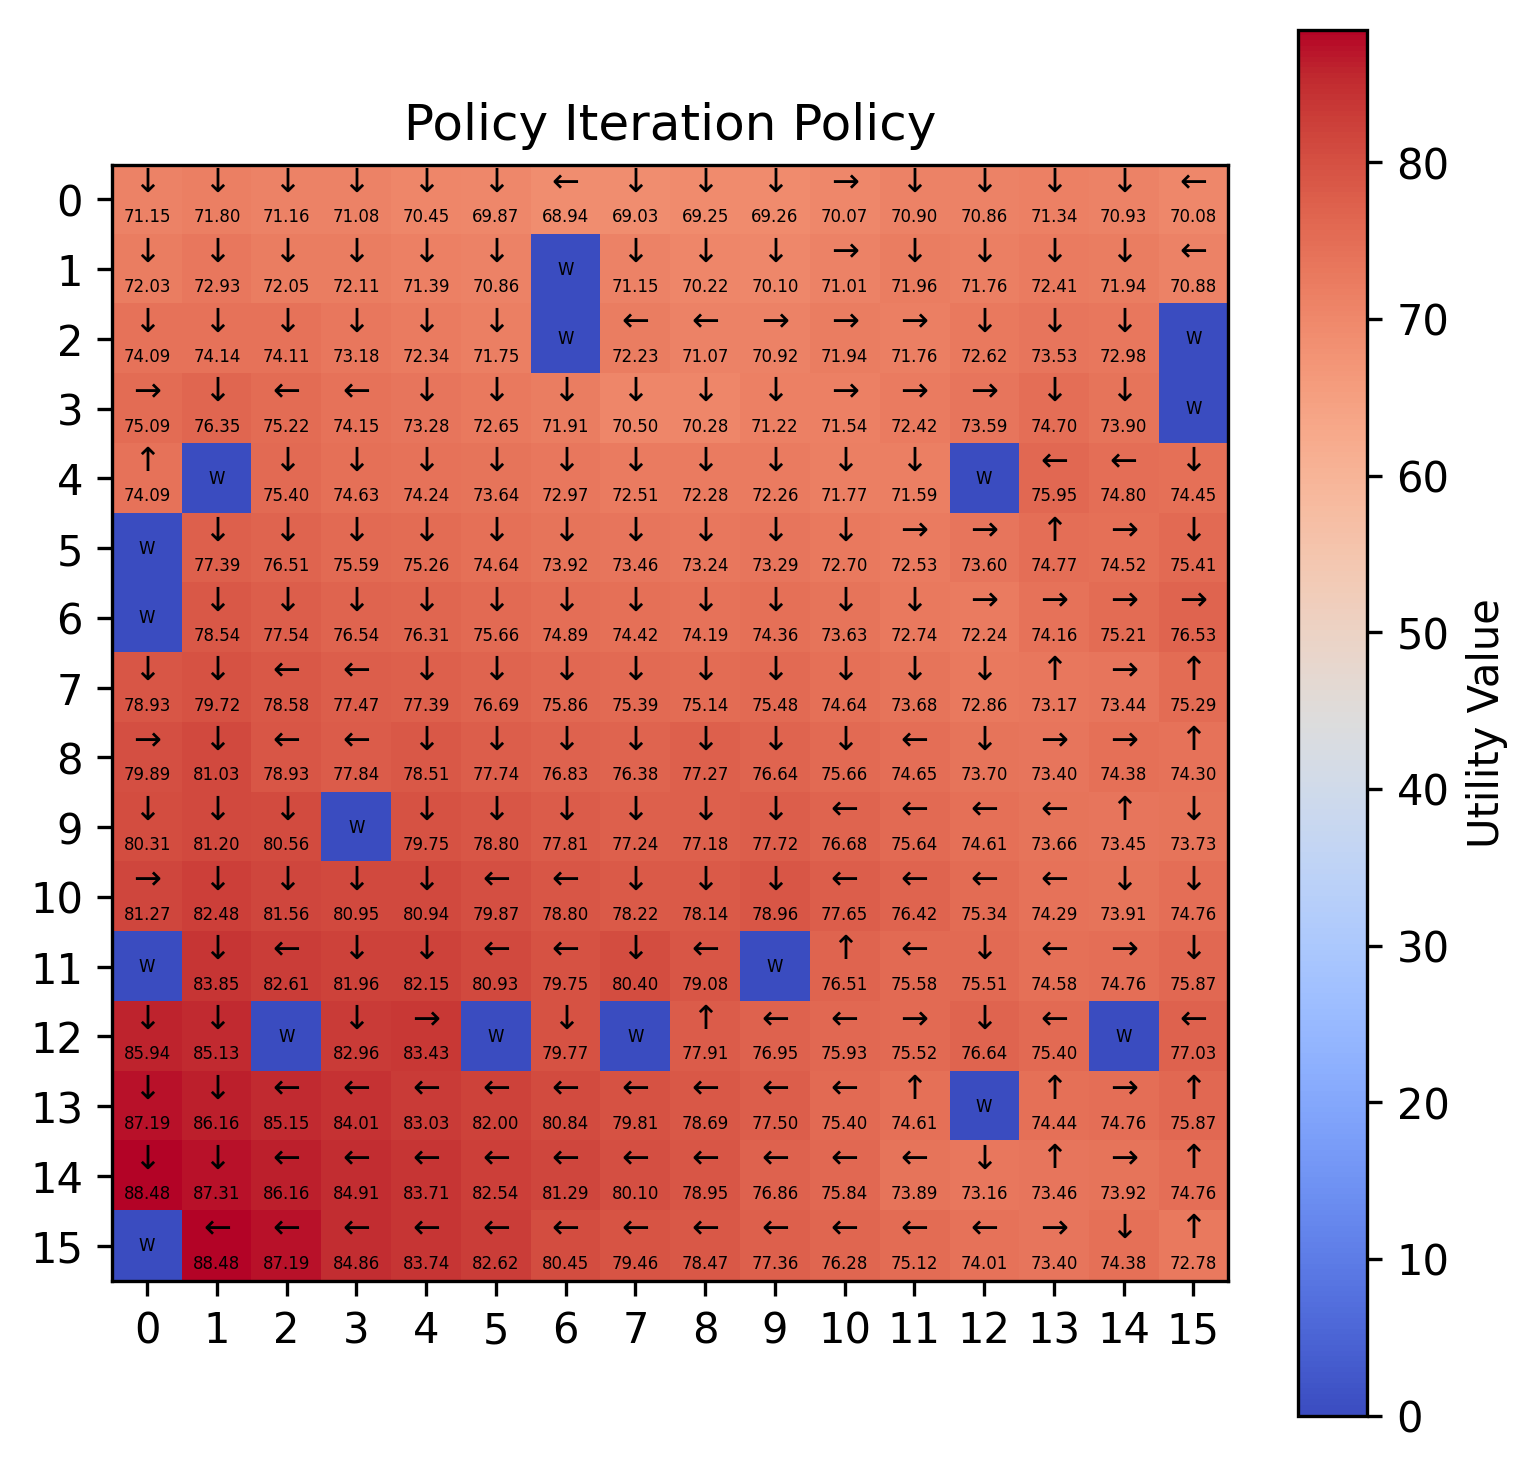 Policy Iteration Policy
0 ↓ ↓ ↓ ↓ ↓ ↓ ← ↓ ↓ ↓ → ↓ ↓ ↓ ↓ ←
71.15 71.80 71.16 71.08 70.45 69.87 68.94 69.03 69.25 69.26 70.07 70.90 70.86 71.34 70.93 70.08
1 ↓ ↓ ↓ ↓ ↓ ↓ W ↓ ↓ ↓ → ↓ ↓ ↓ ↓ ←
72.03 72.93 72.05 72.11 71.39 70.86 71.15 70.22 70.10 71.01 71.96 71.76 72.41 71.94 70.88
2 ↓ ↓ ↓ ↓ ↓ ↓ W ← ← → → → ↓ ↓ ↓ W
74.09 74.14 74.11 73.18 72.34 71.75 72.23 71.07 70.92 71.94 71.76 72.62 73.53 72.98
3 → ↓ ← ← ↓ ↓ ↓ ↓ ↓ ↓ → → → ↓ ↓ W
75.09 76.35 75.22 74.15 73.28 72.65 71.91 70.50 70.28 71.22 71.54 72.42 73.59 74.70 73.90
4 ↑ W ↓ ↓ ↓ ↓ ↓ ↓ ↓ ↓ ↓ ↓ W ← ← ↓
74.09 75.40 74.63 74.24 73.64 72.97 72.51 72.28 72.26 71.77 71.59 75.95 74.80 74.45
5 W ↓ ↓ ↓ ↓ ↓ ↓ ↓ ↓ ↓ ↓ → → ↑ → ↓
77.39 76.51 75.59 75.26 74.64 73.92 73.46 73.24 73.29 72.70 72.53 73.60 74.77 74.52 75.41
6 W ↓ ↓ ↓ ↓ ↓ ↓ ↓ ↓ ↓ ↓ ↓ → → → →
78.54 77.54 76.54 76.31 75.66 74.89 74.42 74.19 74.36 73.63 72.74 72.24 74.16 75.21 76.53
7 ↓ ↓ ← ← ↓ ↓ ↓ ↓ ↓ ↓ ↓ ↓ ↓ ↑ → ↑
78.93 79.72 78.58 77.47 77.39 76.69 75.86 75.39 75.14 75.48 74.64 73.68 72.86 73.17 73.44 75.29
8 → ↓ ← ← ↓ ↓ ↓ ↓ ↓ ↓ ↓ ← ↓ → → ↑
79.89 81.03 78.93 77.84 78.51 77.74 76.83 76.38 77.27 76.64 75.66 74.65 73.70 73.40 74.38 74.30
9 ↓ ↓ ↓ W ↓ ↓ ↓ ↓ ↓ ↓ ← ← ← ← ↑ ↓
80.31 81.20 80.56 79.75 78.80 77.81 77.24 77.18 77.72 76.68 75.64 74.61 73.66 73.45 73.73
10 → ↓ ↓ ↓ ↓ ← ← ↓ ↓ ↓ ← ← ← ← ↓ ↓
81.27 82.48 81.56 80.95 80.94 79.87 78.80 78.22 78.14 78.96 77.65 76.42 75.34 74.29 73.91 74.76
11 W ↓ ← ↓ ↓ ← ← ↓ ← W ↑ ← ↓ ← → ↓
83.85 82.61 81.96 82.15 80.93 79.75 80.40 79.08 76.51 75.58 75.51 74.58 74.76 75.87
12 ↓ ↓ W ↓ → W ↓ W ↑ ← ← → ↓ ← W ←
85.94 85.13 82.96 83.43 79.77 77.91 76.95 75.93 75.52 76.64 75.40 77.03
13 ↓ ↓ ← ← ← ← ← ← ← ← ← ↑ W ↑ → ↑
87.19 86.16 85.15 84.01 83.03 82.00 80.84 79.81 78.69 77.50 75.40 74.61 74.44 74.76 75.87
14 ↓ ↓ ← ← ← ← ← ← ← ← ← ← ↓ ↑ → ↑
88.48 87.31 86.16 84.91 83.71 82.54 81.29 80.10 78.95 76.86 75.84 73.89 73.16 73.46 73.92 74.76
15 W ← ← ← ← ← ← ← ← ← ← ← ← → ↓ ↑
88.48 87.19 84.86 83.74 82.62 80.45 79.46 78.47 77.36 76.28 75.12 74.01 73.40 74.38 72.78
0 1 2 3 4 5 6 7 8 9 10 11 12 13 14 15
80
70
60
50
40
30
20
10
0
Utility Value